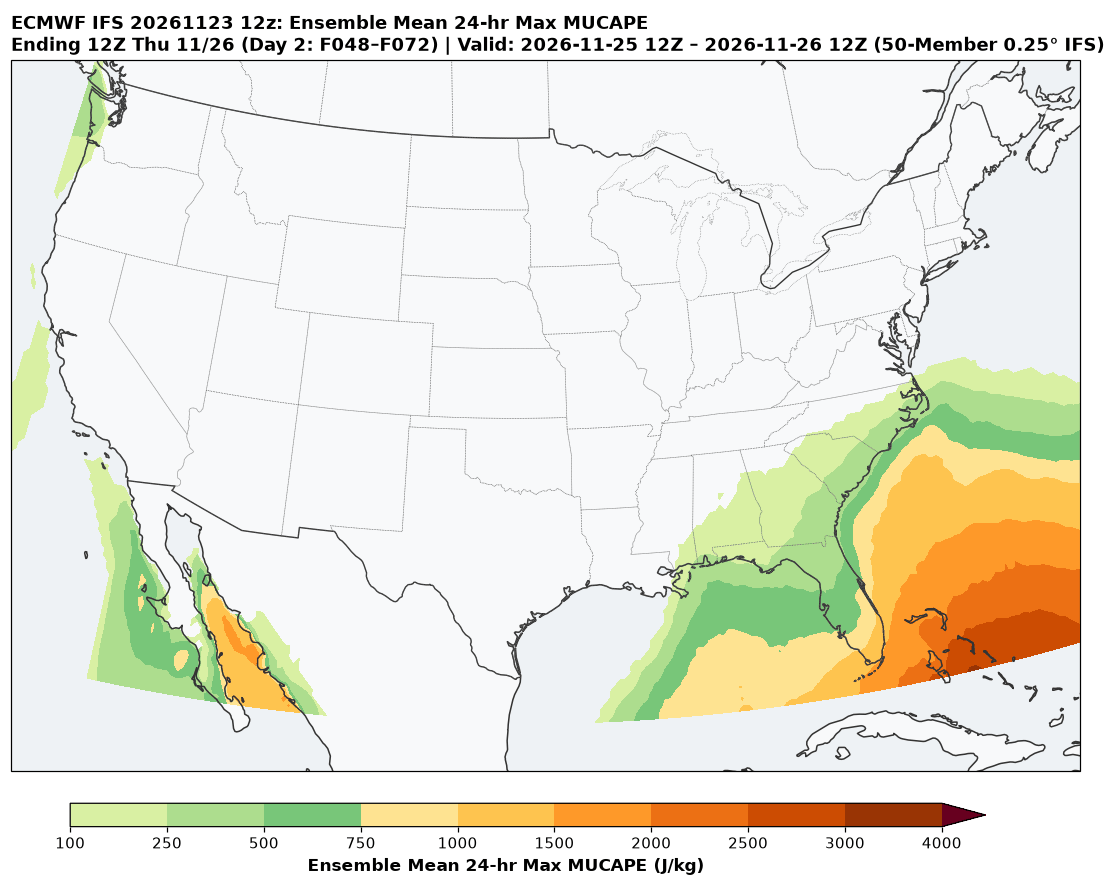 ECMWF IFS 20261123 12z: Ensemble Mean 24-hr Max MUCAPE
Ending 12Z Thu 11/26 (Day 2: F048–F072) | Valid: 2026-11-25 12Z – 2026-11-26 12Z (50-Member 0.25° IFS)
100 250 500 750 1000 1500 2000 2500 3000 4000
Ensemble Mean 24-hr Max MUCAPE (J/kg)